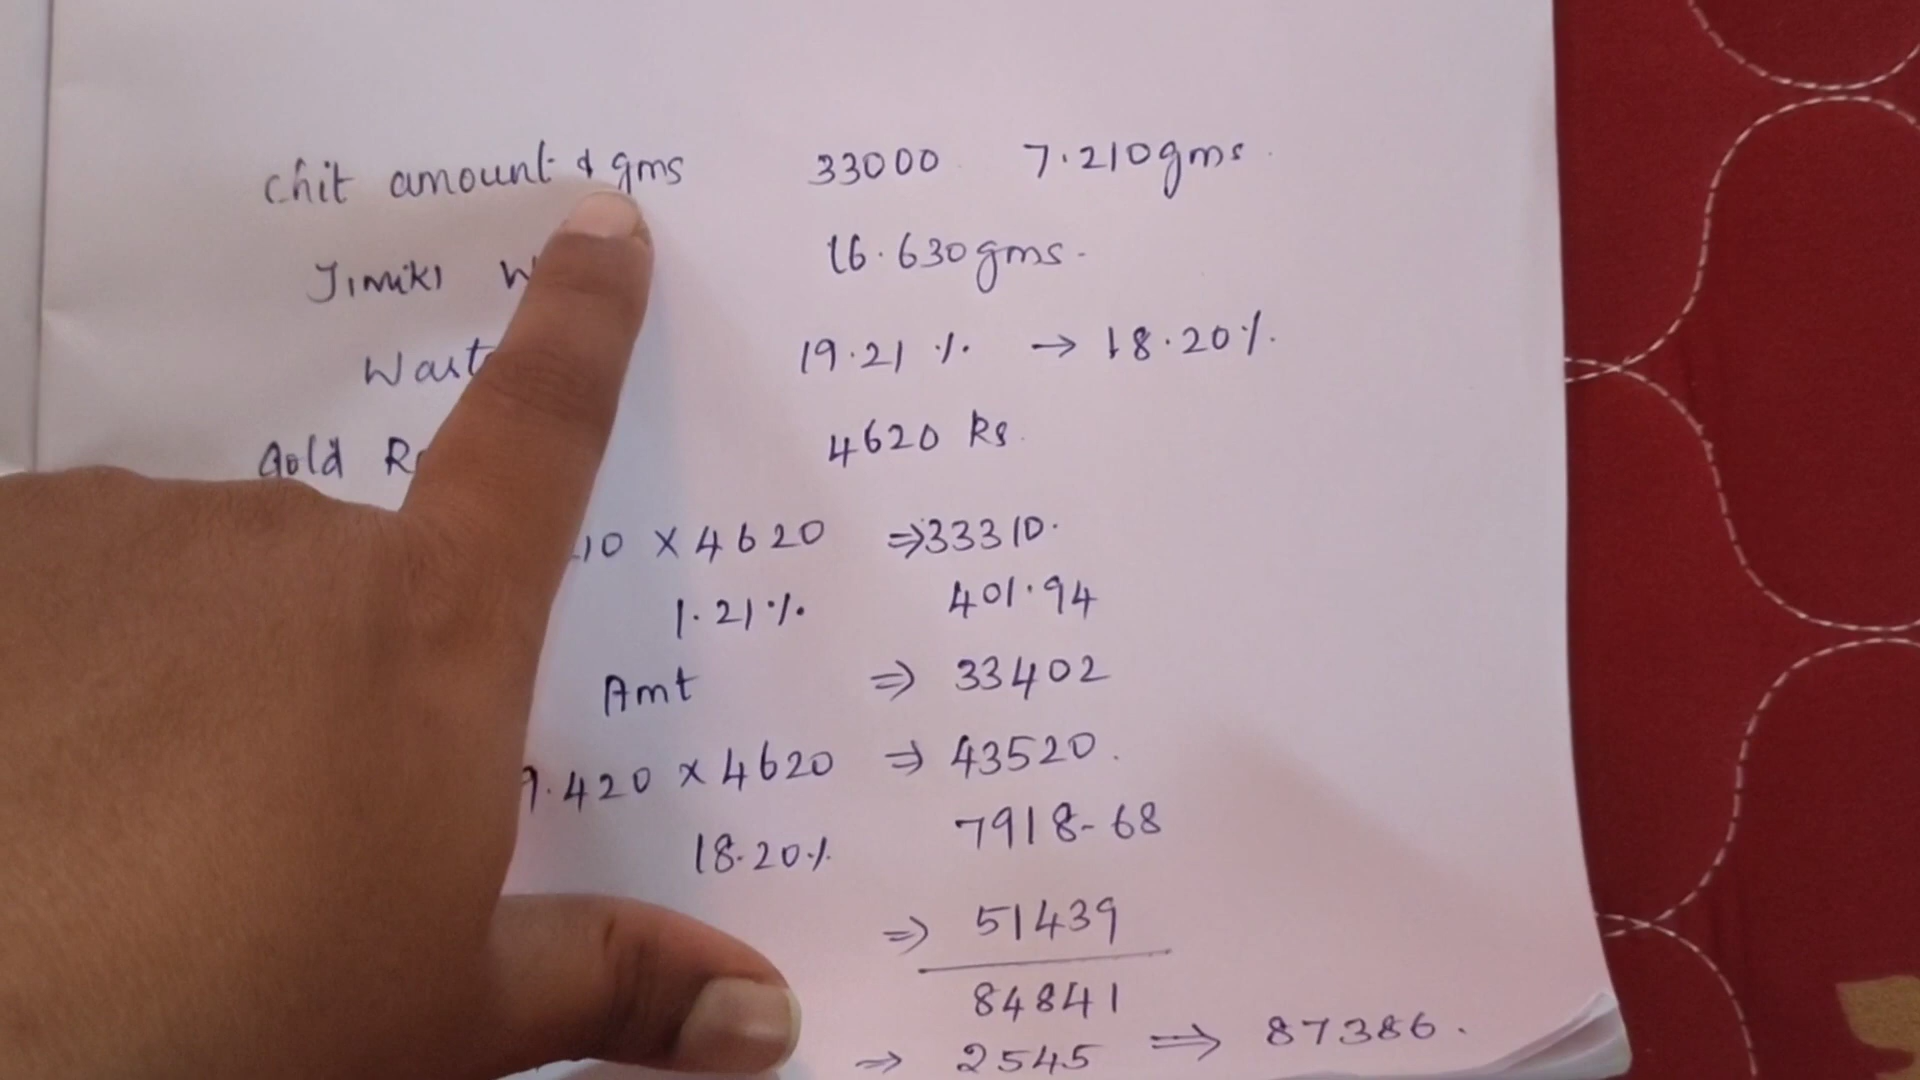 chit amount & gms 33000 7.210gms
Jimiki 16.630gms.
19.21 % → 18.20%.
Gold 4620 Rs.
10 x 4620 ⇒ 33310.
1.21% 401.94
Amt ⇒ 33402
9.420 x 4620 ⇒ 43520.
18.20% 7918-68
⇒ 51439
84841
⇒ 2545 ⇒ 87386.